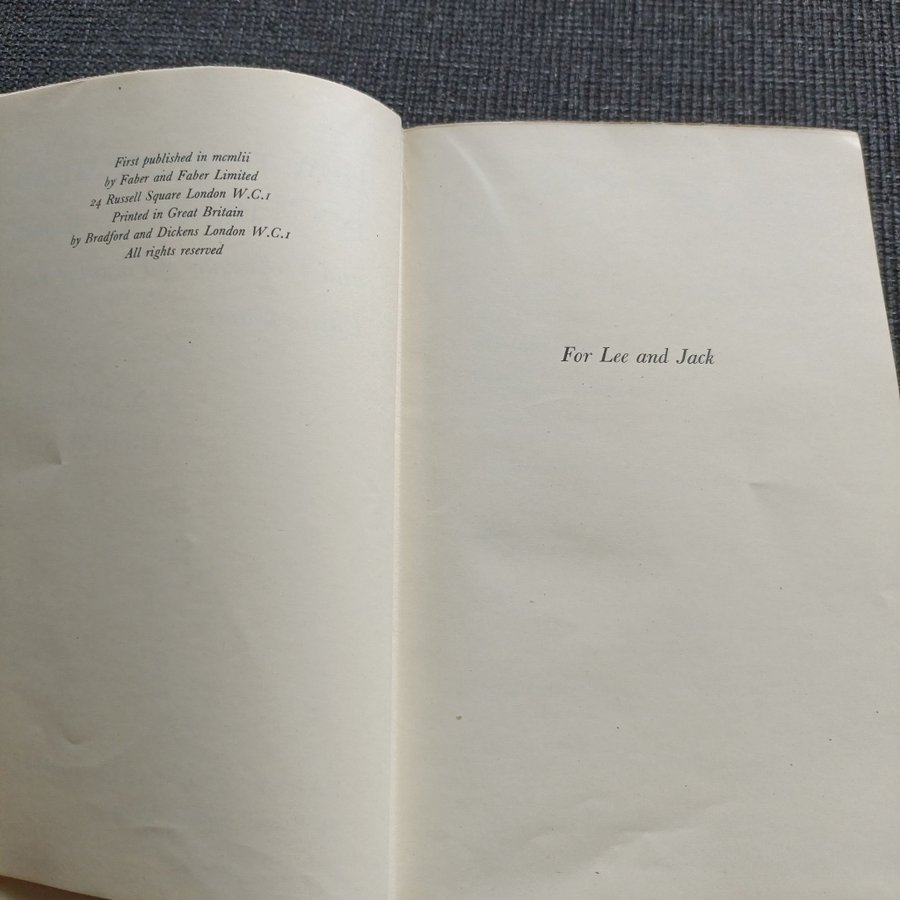 First published in mcmlii
by Faber and Faber Limited
24 Russell Square London W.C.1
Printed in Great Britain
by Bradford and Dickens London W.C.1
All rights reserved
For Lee and Jack